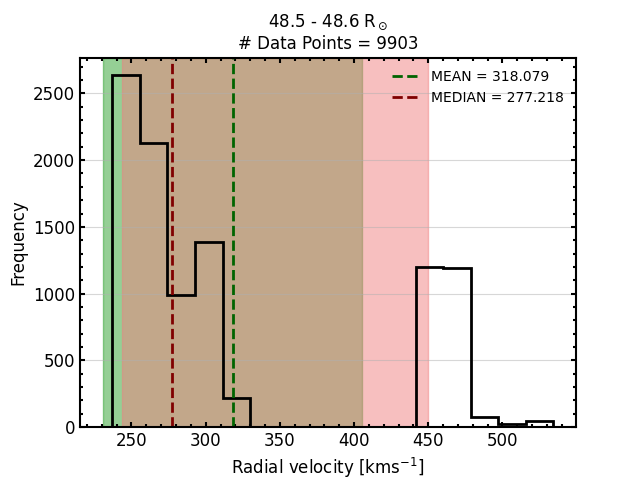 48.5 - 48.6 R⊙
# Data Points = 9903
MEAN = 318.079
MEDIAN = 277.218
2500
2000
1500
1000
500
0
Frequency
250 300 350 400 450 500
Radial velocity [kms⁻¹]